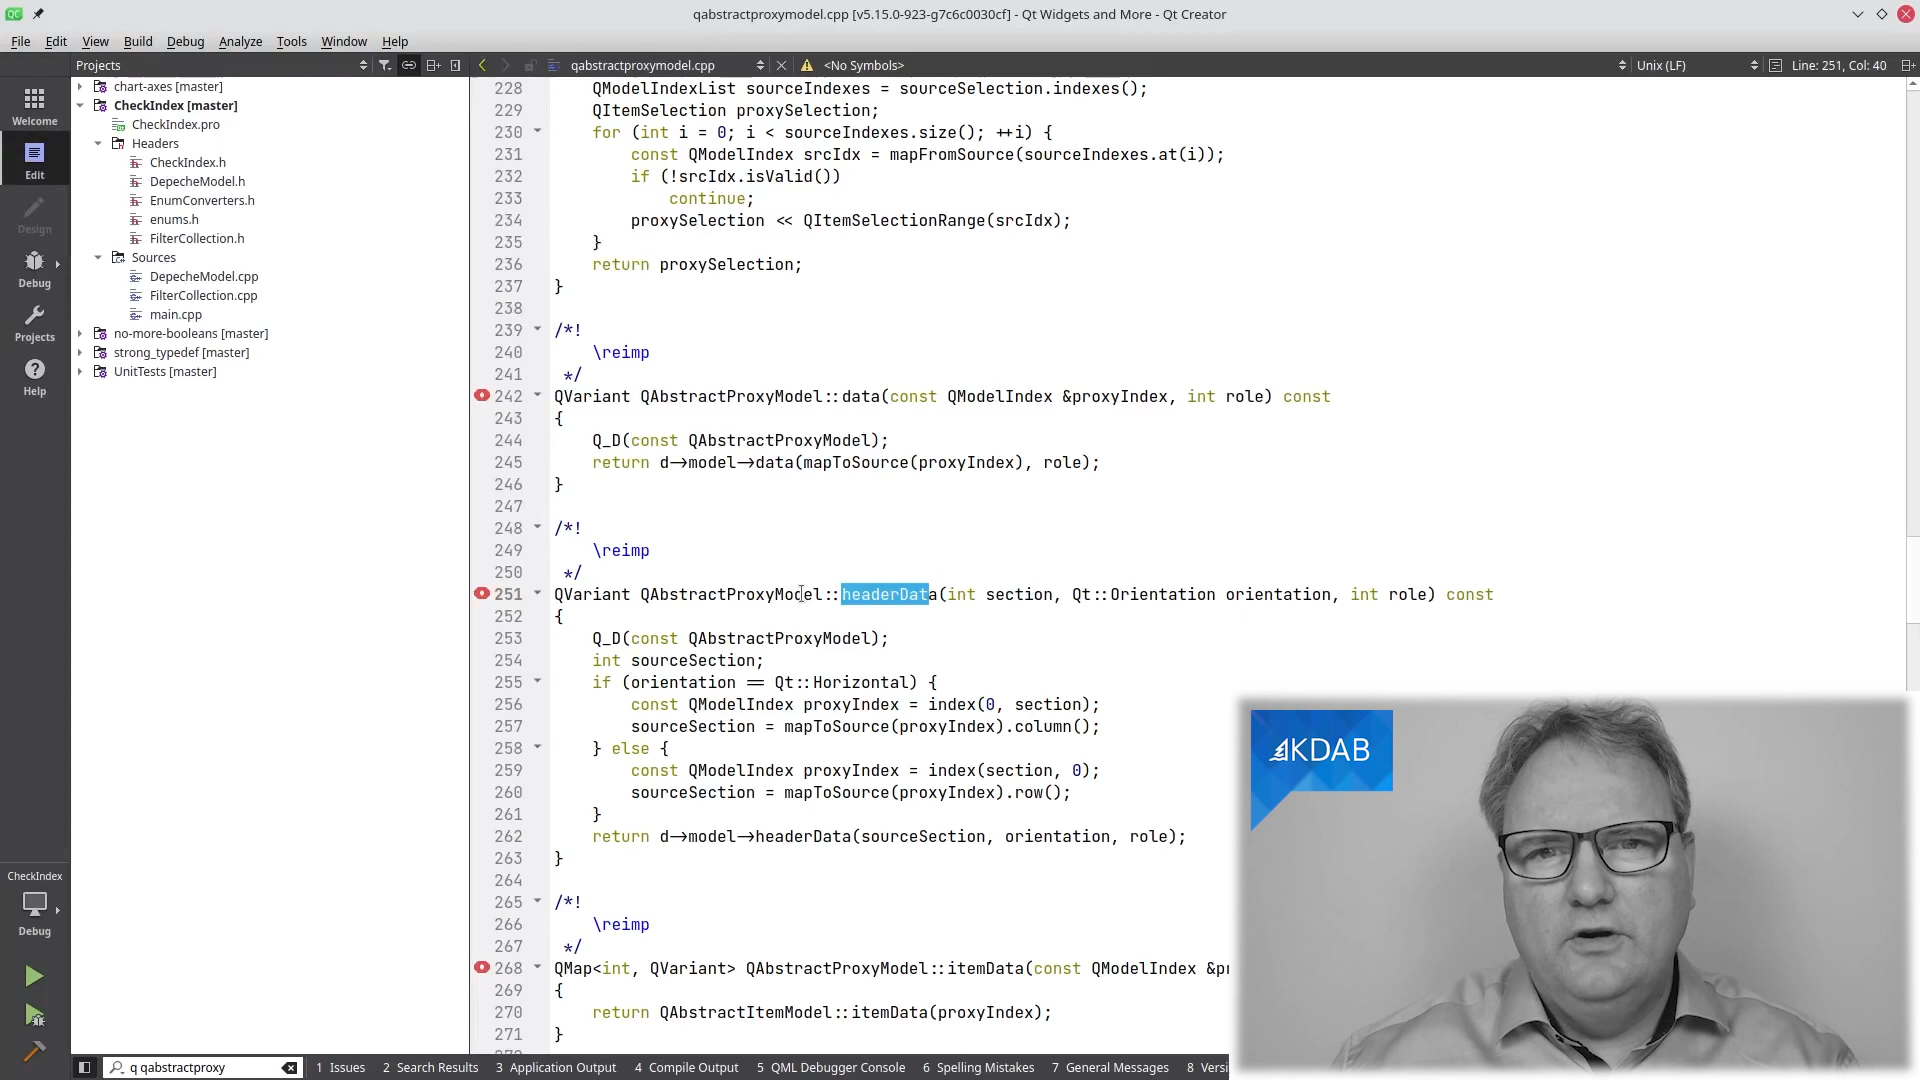 qabstractproxymodel.cpp [v5.15.0-923-g7c6c0030cf] - Qt Widgets and More - Qt Creator
File Edit View Build Debug Analyze Tools Window Help
Projects
qabstractproxymodel.cpp
<No Symbols>
Unix (LF)
Line: 251, Col: 40
Welcome
Edit
Design
Debug
Projects
Help
CheckIndex
Debug
chart-axes [master]
CheckIndex [master]
CheckIndex.pro
Headers
CheckIndex.h
DepecheModel.h
EnumConverters.h
enums.h
FilterCollection.h
Sources
DepecheModel.cpp
FilterCollection.cpp
main.cpp
no-more-booleans [master]
strong_typedef [master]
UnitTests [master]
228 QModelIndexList sourceIndexes = sourceSelection.indexes();
229 QItemSelection proxySelection;
230 for (int i = 0; i < sourceIndexes.size(); ++i) {
231 const QModelIndex srcIdx = mapFromSource(sourceIndexes.at(i));
232 if (!srcIdx.isValid())
233 continue;
234 proxySelection << QItemSelectionRange(srcIdx);
235 }
236 return proxySelection;
237 }
238
239 /*!
240 \reimp
241 */
242 QVariant QAbstractProxyModel::data(const QModelIndex &proxyIndex, int role) const
243 {
244 Q_D(const QAbstractProxyModel);
245 return d->model->data(mapToSource(proxyIndex), role);
246 }
247
248 /*!
249 \reimp
250 */
251 QVariant QAbstractProxyModel::headerData(int section, Qt::Orientation orientation, int role) const
252 {
253 Q_D(const QAbstractProxyModel);
254 int sourceSection;
255 if (orientation == Qt::Horizontal) {
256 const QModelIndex proxyIndex = index(0, section);
257 sourceSection = mapToSource(proxyIndex).column();
258 } else {
259 const QModelIndex proxyIndex = index(section, 0);
260 sourceSection = mapToSource(proxyIndex).row();
261 }
262 return d->model->headerData(sourceSection, orientation, role);
263 }
264
265 /*!
266 \reimp
267 */
268 QMap<int, QVariant> QAbstractProxyModel::itemData(const QModelIndex &p
269 {
270 return QAbstractItemModel::itemData(proxyIndex);
271 }
KDAB
q qabstractproxy
1 Issues 2 Search Results 3 Application Output 4 Compile Output 5 QML Debugger Console 6 Spelling Mistakes 7 General Messages 8 Versi